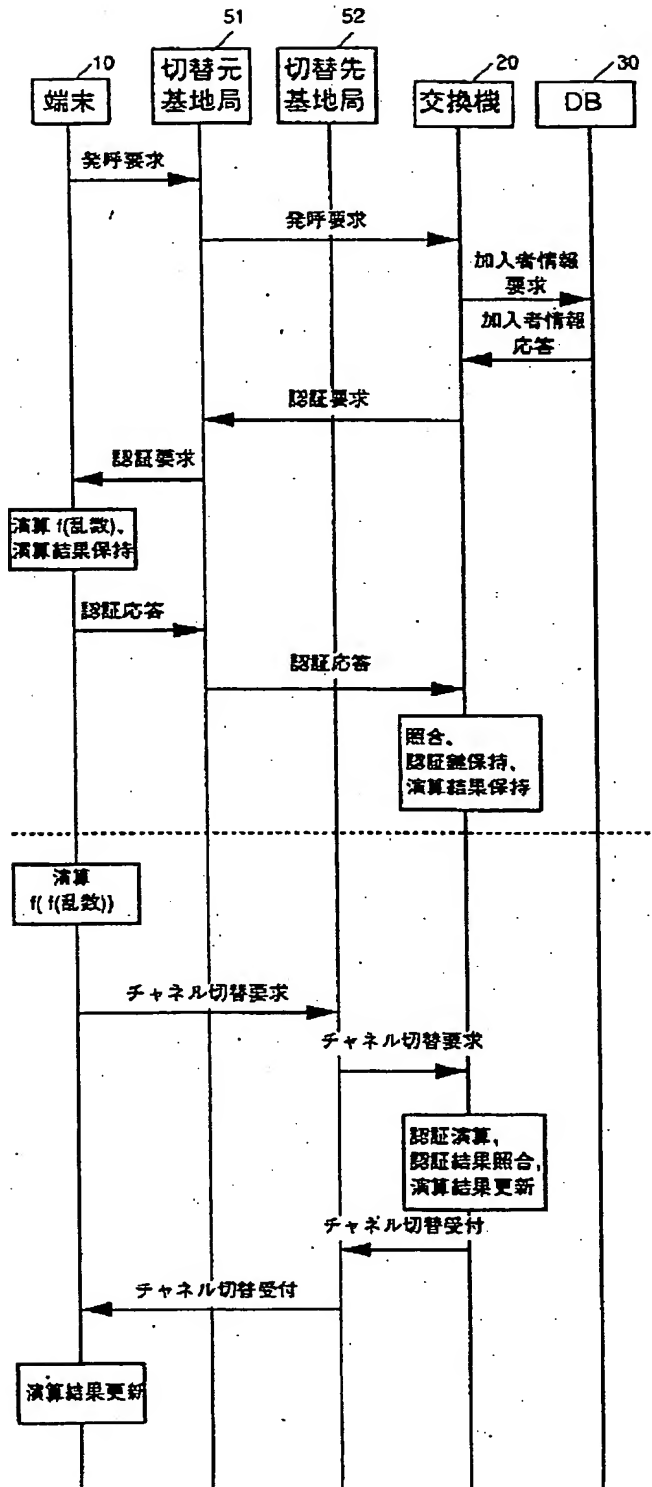 51
52
10
20
30
切替元
基地局
切替先
基地局
端末
交換機
DB
発呼要求
発呼要求
加入者情報
要求
加入者情報
応答
認証要求
認証要求
演算 f(乱数)、
演算結果保持
認証応答
認証応答
照合、
認証鍵保持、
演算結果保持
演算
f( f(乱数))
チャネル切替要求
チャネル切替要求
認証演算、
認証結果照合、
演算結果更新
チャネル切替受付
チャネル切替受付
演算結果更新